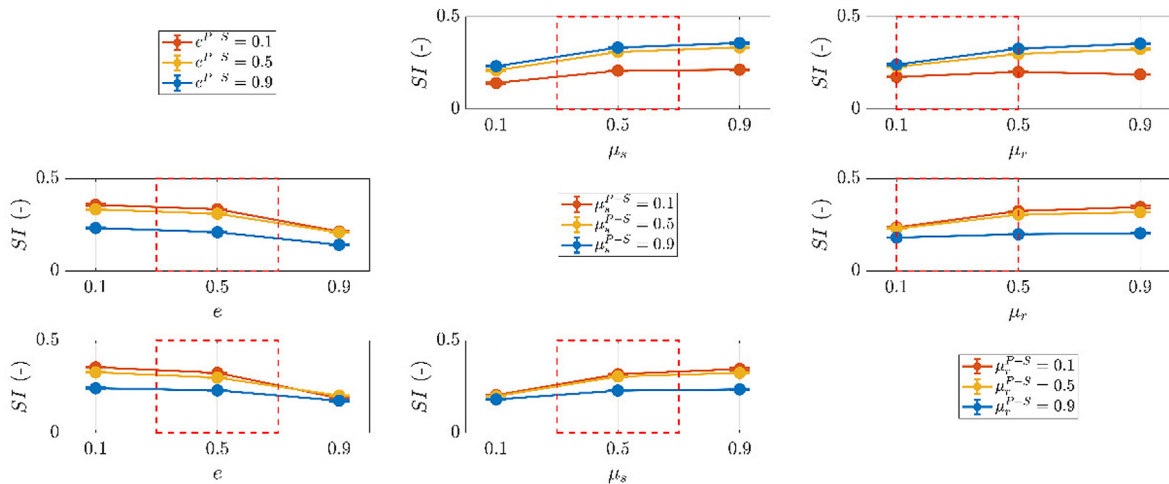 e^{P-S} = 0.1
e^{P-S} = 0.5
e^{P-S} = 0.9
SI (-)
0.5
0
0.1 0.5 0.9
μ_s
SI (-)
0.5
0
0.1 0.5 0.9
μ_r
SI (-)
0.5
0
0.1 0.5 0.9
e
μ_s^{P-S} = 0.1
μ_s^{P-S} = 0.5
μ_s^{P-S} = 0.9
SI (-)
0.5
0
0.1 0.5 0.9
μ_r
SI (-)
0.5
0
0.1 0.5 0.9
e
SI (-)
0.5
0
0.1 0.5 0.9
μ_s
μ_r^{P-S} = 0.1
μ_r^{P-S} = 0.5
μ_r^{P-S} = 0.9